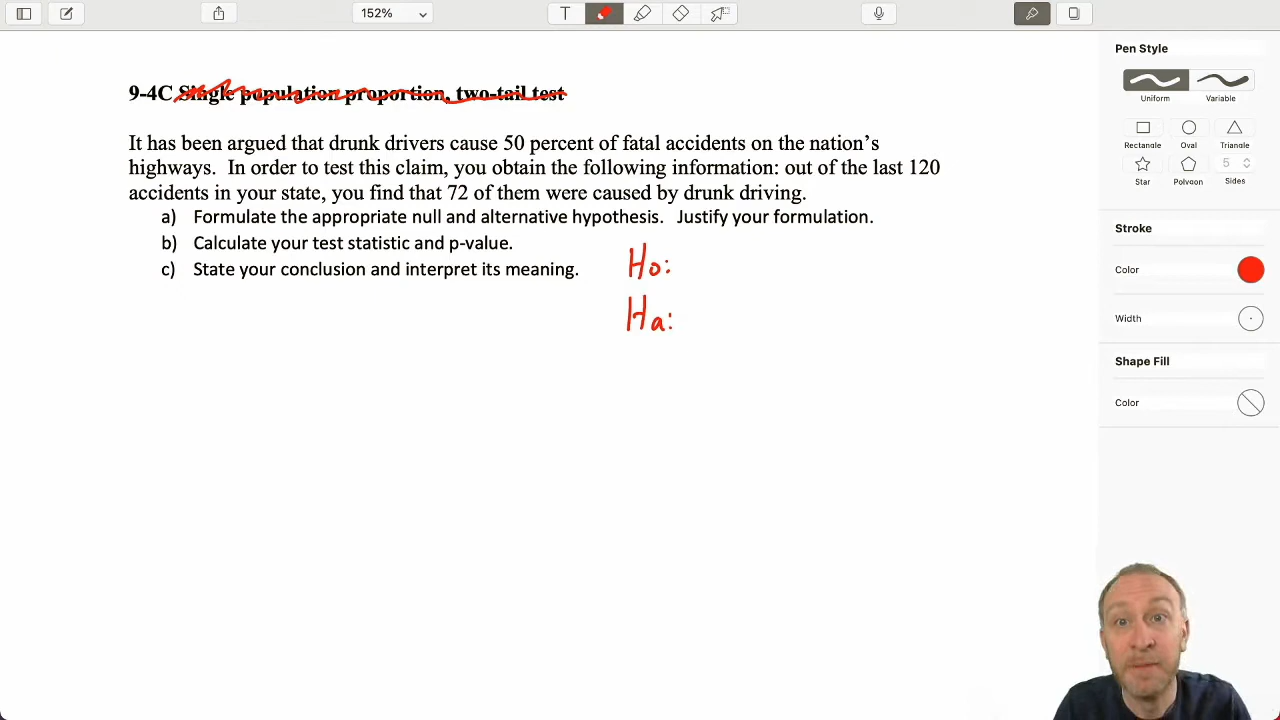 152%
T
9-4C Single population proportion, two-tail test
It has been argued that drunk drivers cause 50 percent of fatal accidents on the nation's
highways. In order to test this claim, you obtain the following information: out of the last 120
accidents in your state, you find that 72 of them were caused by drunk driving.
a) Formulate the appropriate null and alternative hypothesis. Justify your formulation.
b) Calculate your test statistic and p-value.
c) State your conclusion and interpret its meaning.
Ho:
Ha:
Pen Style
Uniform Variable
Rectangle Oval Triangle
5
Star Polygon Sides
Stroke
Color
Width
Shape Fill
Color